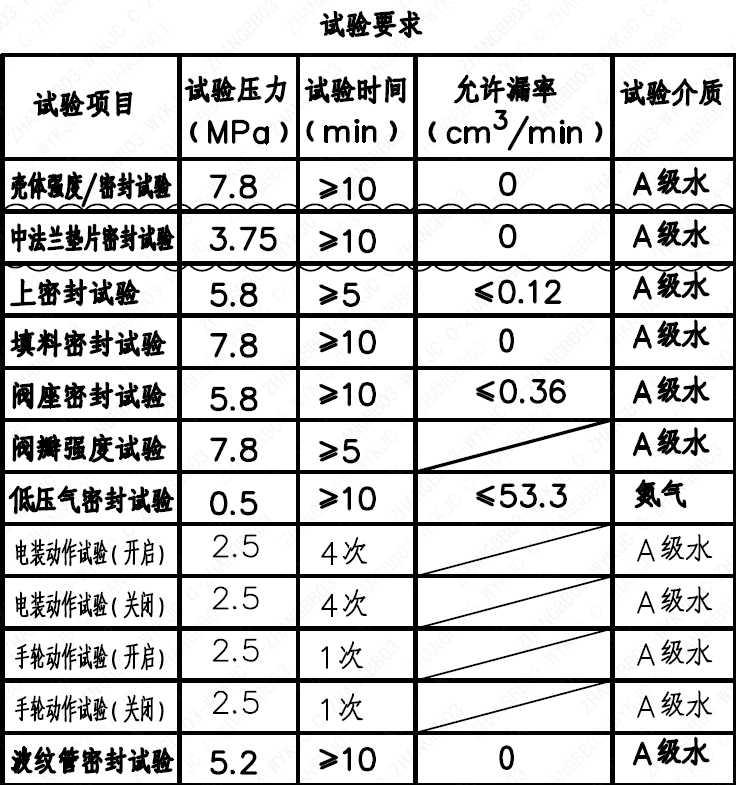 试验要求
试验项目 试验压力(MPa) 试验时间(min) 允许漏率(cm³/min) 试验介质
壳体强度/密封试验 7.8 ≥10 0 A级水
中法兰垫片密封试验 3.75 ≥10 0 A级水
上密封试验 5.8 ≥5 ≤0.12 A级水
填料密封试验 7.8 ≥10 0 A级水
阀座密封试验 5.8 ≥10 ≤0.36 A级水
阀瓣强度试验 7.8 ≥5 A级水
低压气密封试验 0.5 ≥10 ≤53.3 氮气
电装动作试验(开启) 2.5 4次 A级水
电装动作试验(关闭) 2.5 4次 A级水
手轮动作试验(开启) 2.5 1次 A级水
手轮动作试验(关闭) 2.5 1次 A级水
波纹管密封试验 5.2 ≥10 0 A级水